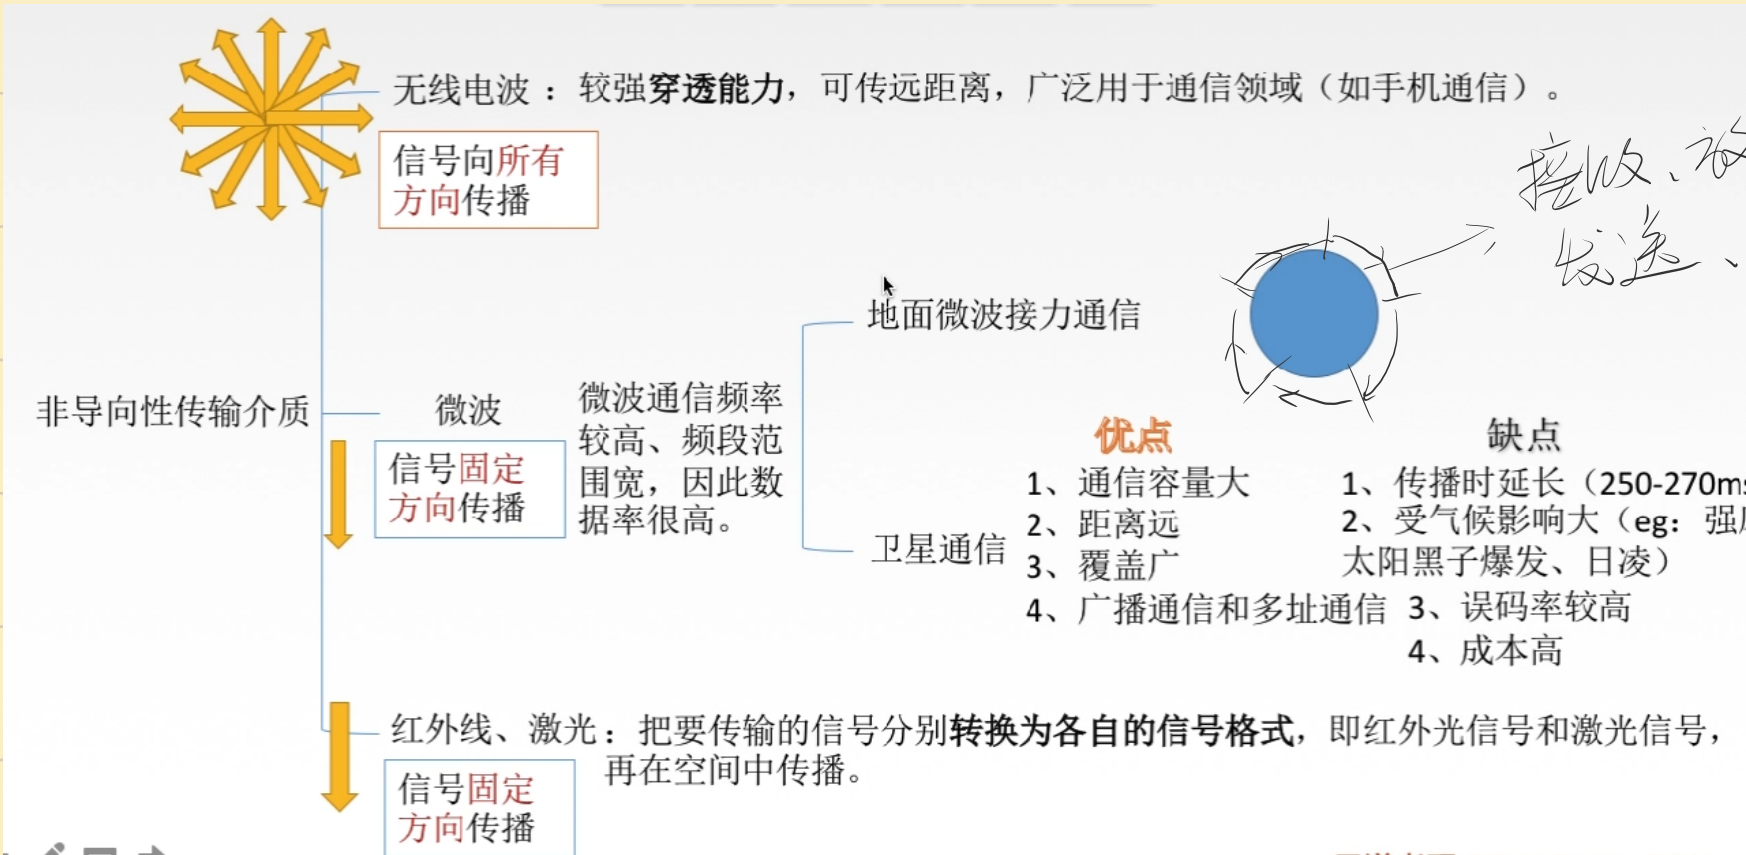 无线电波：较强穿透能力，可传远距离，广泛用于通信领域（如手机通信）。
信号向所有
方向传播
接收、放
发送、
地面微波接力通信
非导向性传输介质
微波
信号固定
方向传播
微波通信频率
较高、频段范
围宽，因此数
据率很高。
卫星通信
优点
1、通信容量大
2、距离远
3、覆盖广
4、广播通信和多址通信
缺点
1、传播时延长（250-270ms
2、受气候影响大（eg：强
太阳黑子爆发、日凌）
3、误码率较高
4、成本高
红外线、激光：把要传输的信号分别转换为各自的信号格式，即红外光信号和激光信号，
再在空间中传播。
信号固定
方向传播